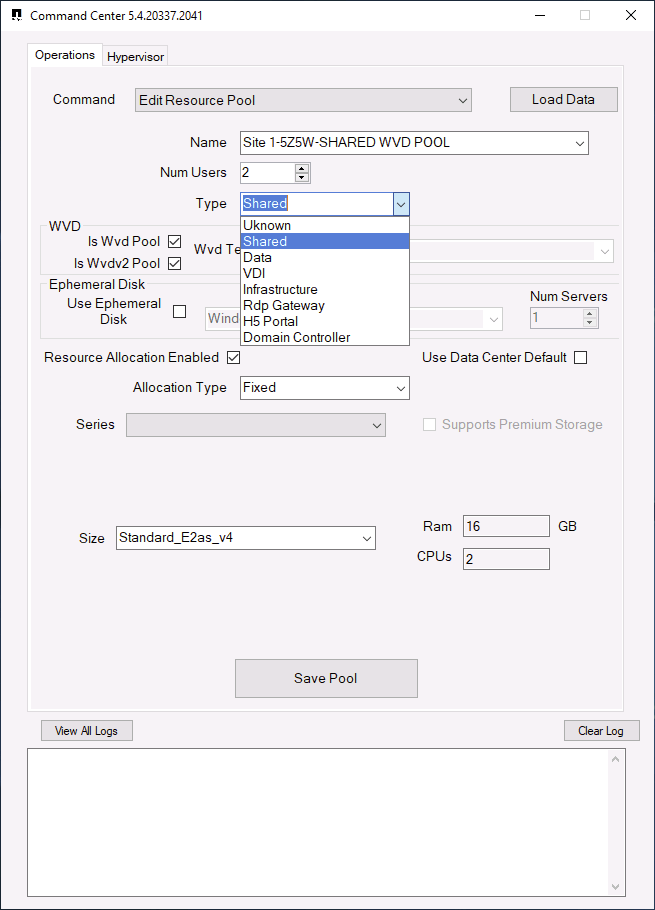 Command Center 5.4.20337.2041
Operations Hypervisor
Command Edit Resource Pool Load Data
Name Site 1-5Z5W-SHARED WVD POOL
Num Users 2
Type Shared
Uknown
Shared
Data
VDI
Infrastructure
Rdp Gateway
H5 Portal
Domain Controller
WVD
Is Wvd Pool Wvd Te
Is Wvdv2 Pool
Ephemeral Disk
Use Ephemeral
Disk
Wind
Num Servers
1
Resource Allocation Enabled Use Data Center Default
Allocation Type Fixed
Series Supports Premium Storage
Size Standard_E2as_v4
Ram 16 GB
CPUs 2
Save Pool
View All Logs Clear Log